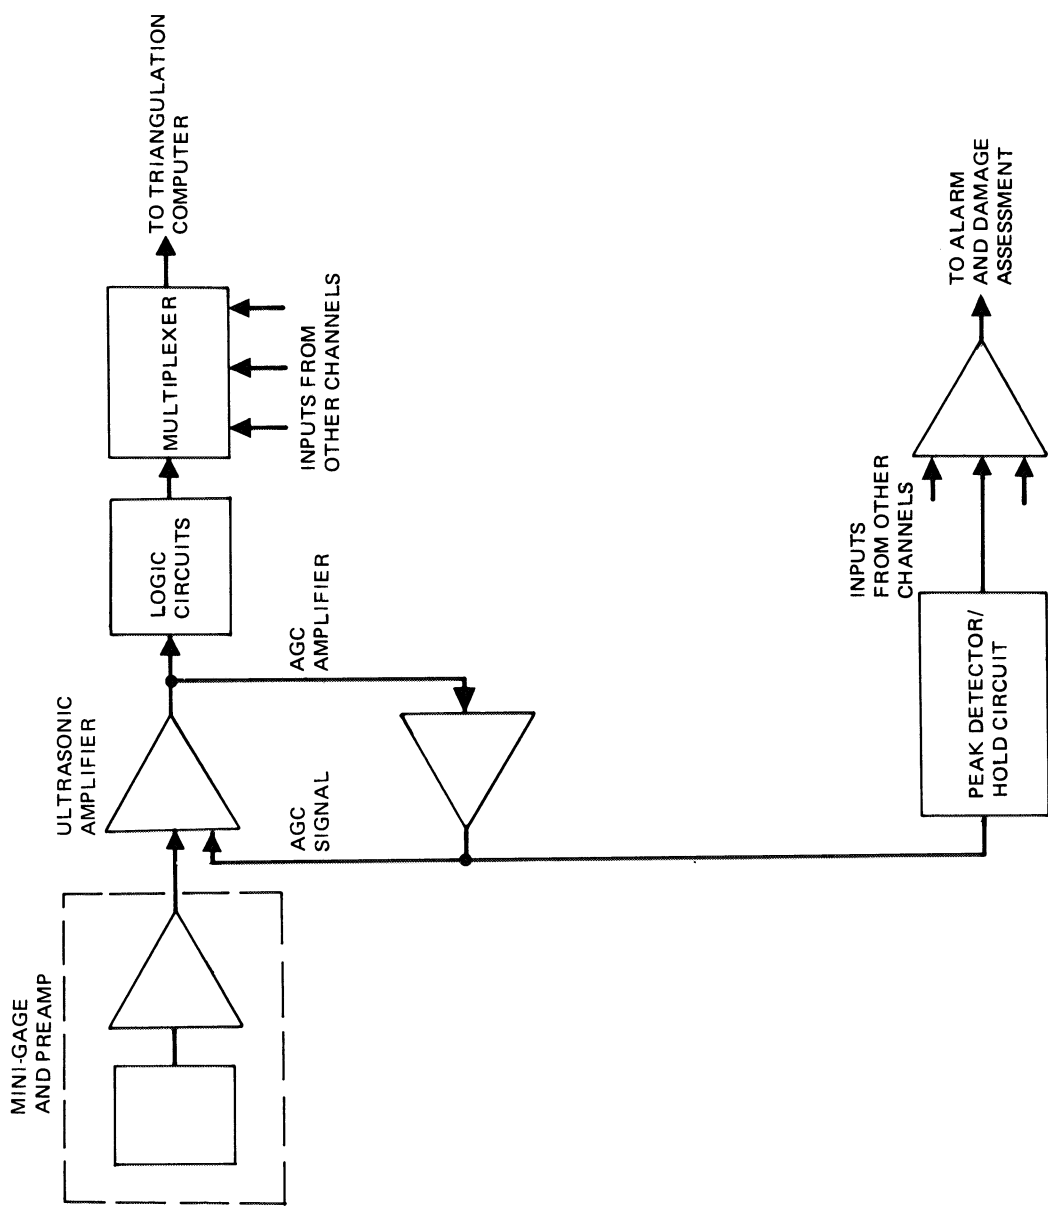 MINI-GAGE
AND PREAMP
ULTRASONIC
AMPLIFIER
AGC
SIGNAL
AGC
AMPLIFIER
LOGIC
CIRCUITS
MULTIPLEXER
INPUTS FROM
OTHER CHANNELS
TO TRIANGULATION
COMPUTER
PEAK DETECTOR/
HOLD CIRCUIT
INPUTS
FROM OTHER
CHANNELS
TO ALARM
AND DAMAGE
ASSESSMENT